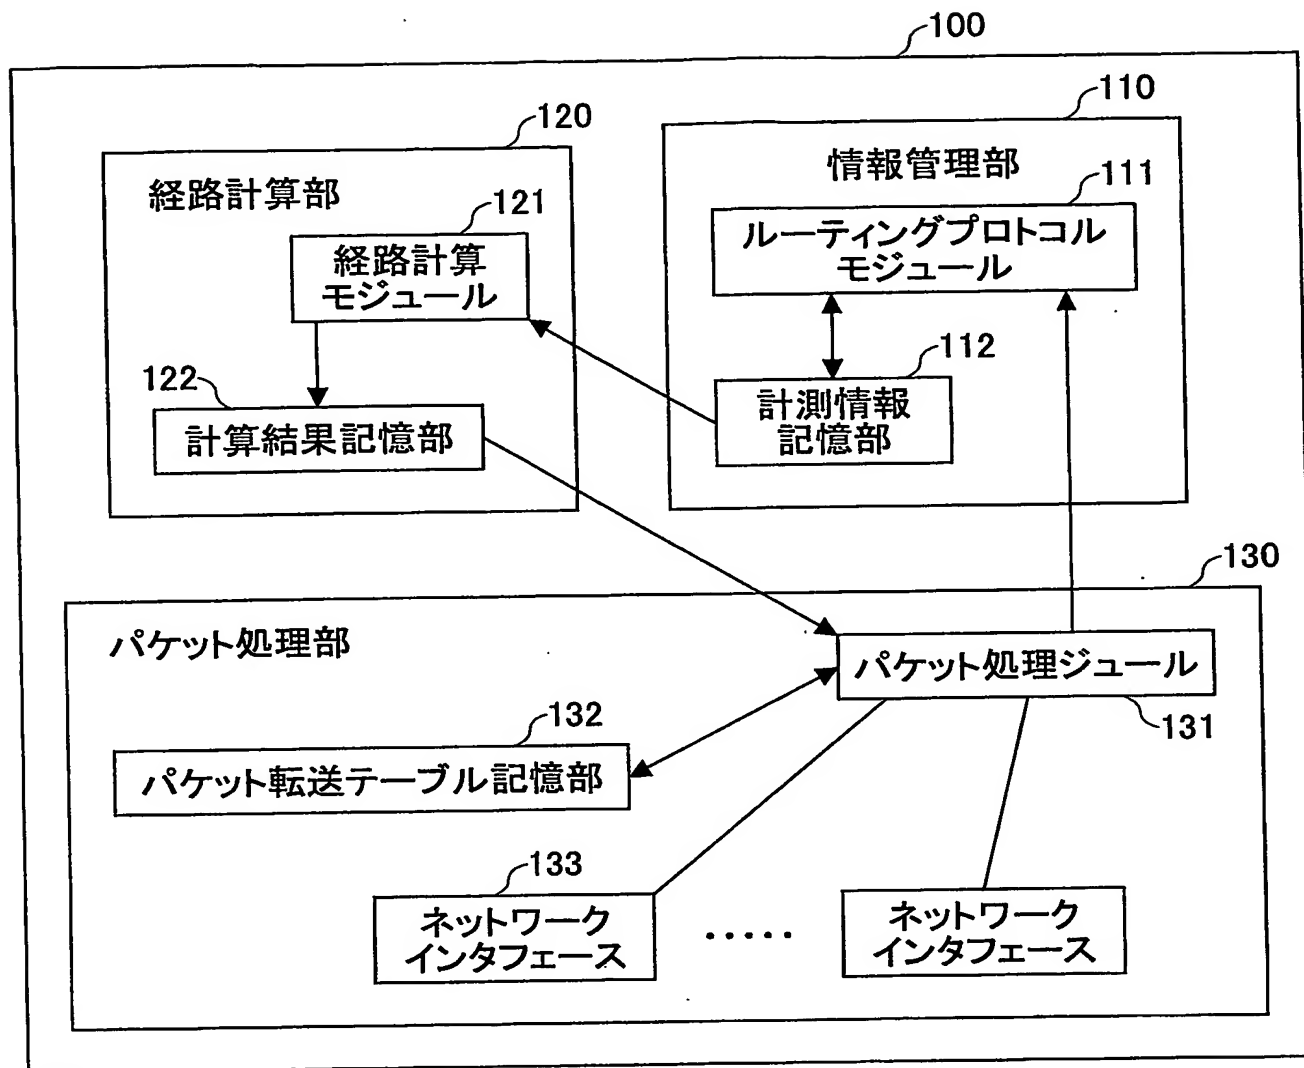 100
120
110
経路計算部
情報管理部
121
111
経路計算
モジュール
ルーティングプロトコル
モジュール
122
112
計算結果記憶部
計測情報
記憶部
130
パケット処理部
パケット処理ジュール
131
132
パケット転送テーブル記憶部
133
ネットワーク
インタフェース
.....
ネットワーク
インタフェース